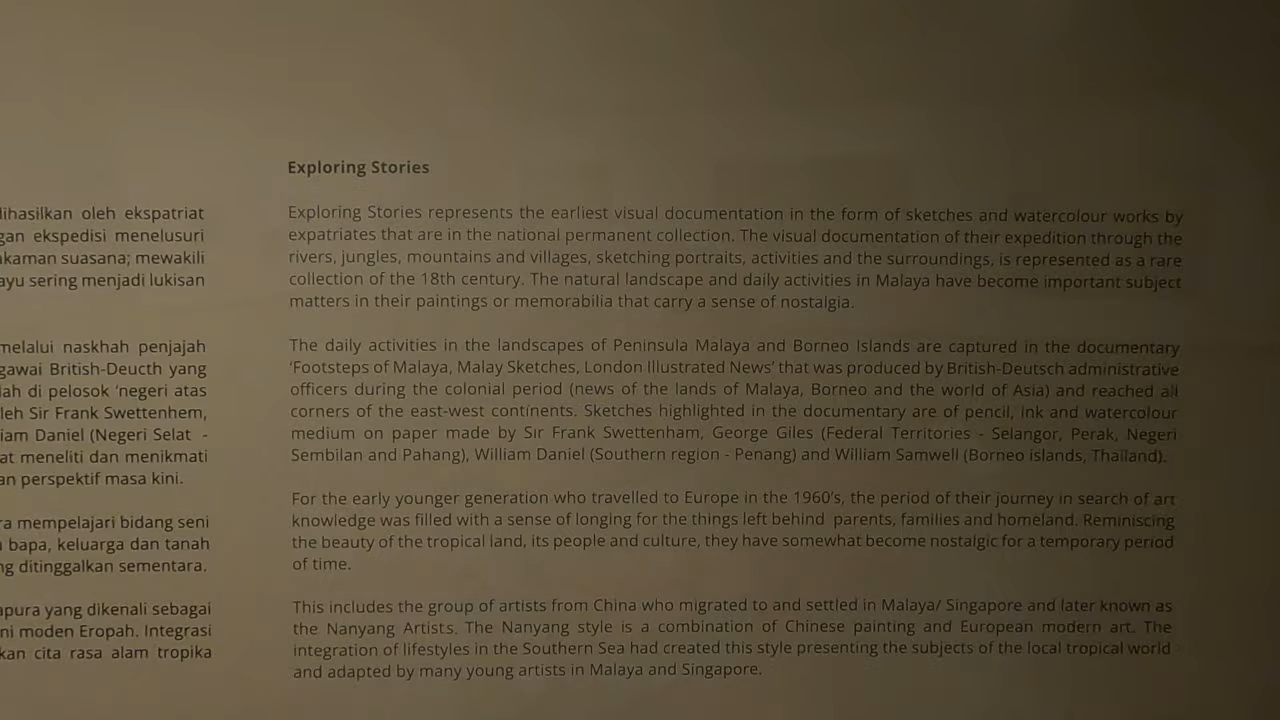 dihasilkan oleh ekspatriat
gan ekspedisi menelusuri
akaman suasana; mewakili
ayu sering menjadi lukisan
melalui naskhah penjajah
gawai British-Deucth yang
iah di pelosok ‘negeri atas
leh Sir Frank Swettenhem,
iam Daniel (Negeri Selat -
at meneliti dan menikmati
an perspektif masa kini.
ra mempelajari bidang seni
bapa, keluarga dan tanah
ng ditinggalkan sementara.
apura yang dikenali sebagai
ni moden Eropah. Integrasi
kan cita rasa alam tropika
Exploring Stories
Exploring Stories represents the earliest visual documentation in the form of sketches and watercolour works by
expatriates that are in the national permanent collection. The visual documentation of their expedition through the
rivers, jungles, mountains and villages, sketching portraits, activities and the surroundings, is represented as a rare
collection of the 18th century. The natural landscape and daily activities in Malaya have become important subject
matters in their paintings or memorabilia that carry a sense of nostalgia.
The daily activities in the landscapes of Peninsula Malaya and Borneo Islands are captured in the documentary
‘Footsteps of Malaya, Malay Sketches, London Illustrated News’ that was produced by British-Deutsch administrative
officers during the colonial period (news of the lands of Malaya, Borneo and the world of Asia) and reached all
corners of the east-west continents. Sketches highlighted in the documentary are of pencil, ink and watercolour
medium on paper made by Sir Frank Swettenham, George Giles (Federal Territories - Selangor, Perak, Negeri
Sembilan and Pahang), William Daniel (Southern region - Penang) and William Samwell (Borneo islands, Thailand).
For the early younger generation who travelled to Europe in the 1960’s, the period of their journey in search of art
knowledge was filled with a sense of longing for the things left behind parents, families and homeland. Reminiscing
the beauty of the tropical land, its people and culture, they have somewhat become nostalgic for a temporary period
of time.
This includes the group of artists from China who migrated to and settled in Malaya/ Singapore and later known as
the Nanyang Artists. The Nanyang style is a combination of Chinese painting and European modern art. The
integration of lifestyles in the Southern Sea had created this style presenting the subjects of the local tropical world
and adapted by many young artists in Malaya and Singapore.